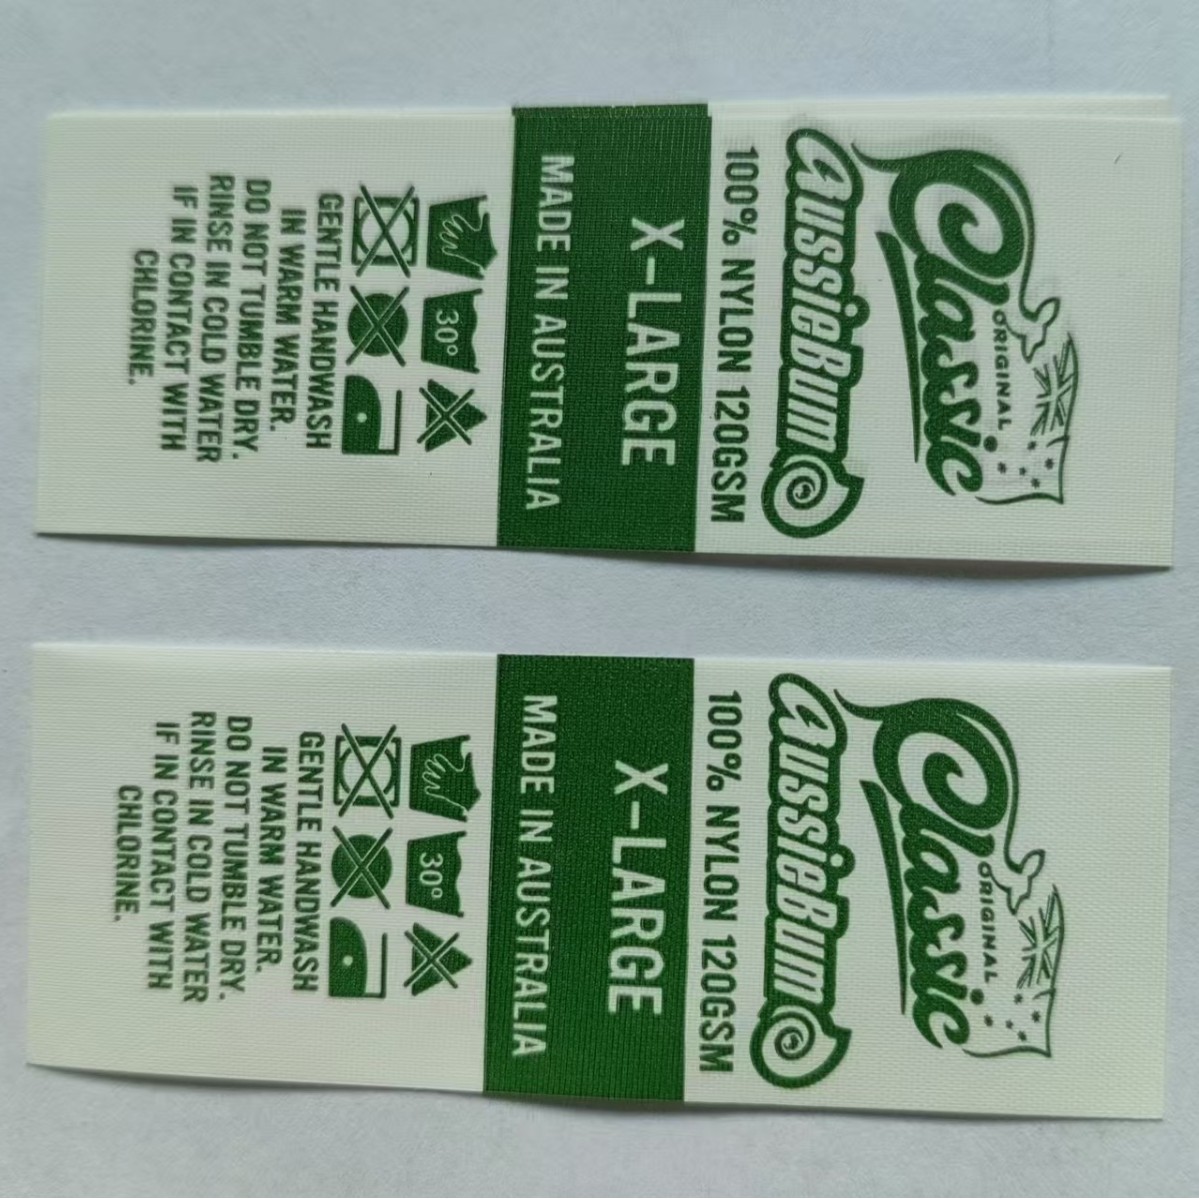 Classic
ORIGINAL
aussieBum
100% NYLON 120GSM
X-LARGE
MADE IN AUSTRALIA
30°
GENTLE HANDWASH
IN WARM WATER.
DO NOT TUMBLE DRY.
RINSE IN COLD WATER
IF IN CONTACT WITH
CHLORINE.
Classic
ORIGINAL
aussieBum
100% NYLON 120GSM
X-LARGE
MADE IN AUSTRALIA
30°
GENTLE HANDWASH
IN WARM WATER.
DO NOT TUMBLE DRY.
RINSE IN COLD WATER
IF IN CONTACT WITH
CHLORINE.